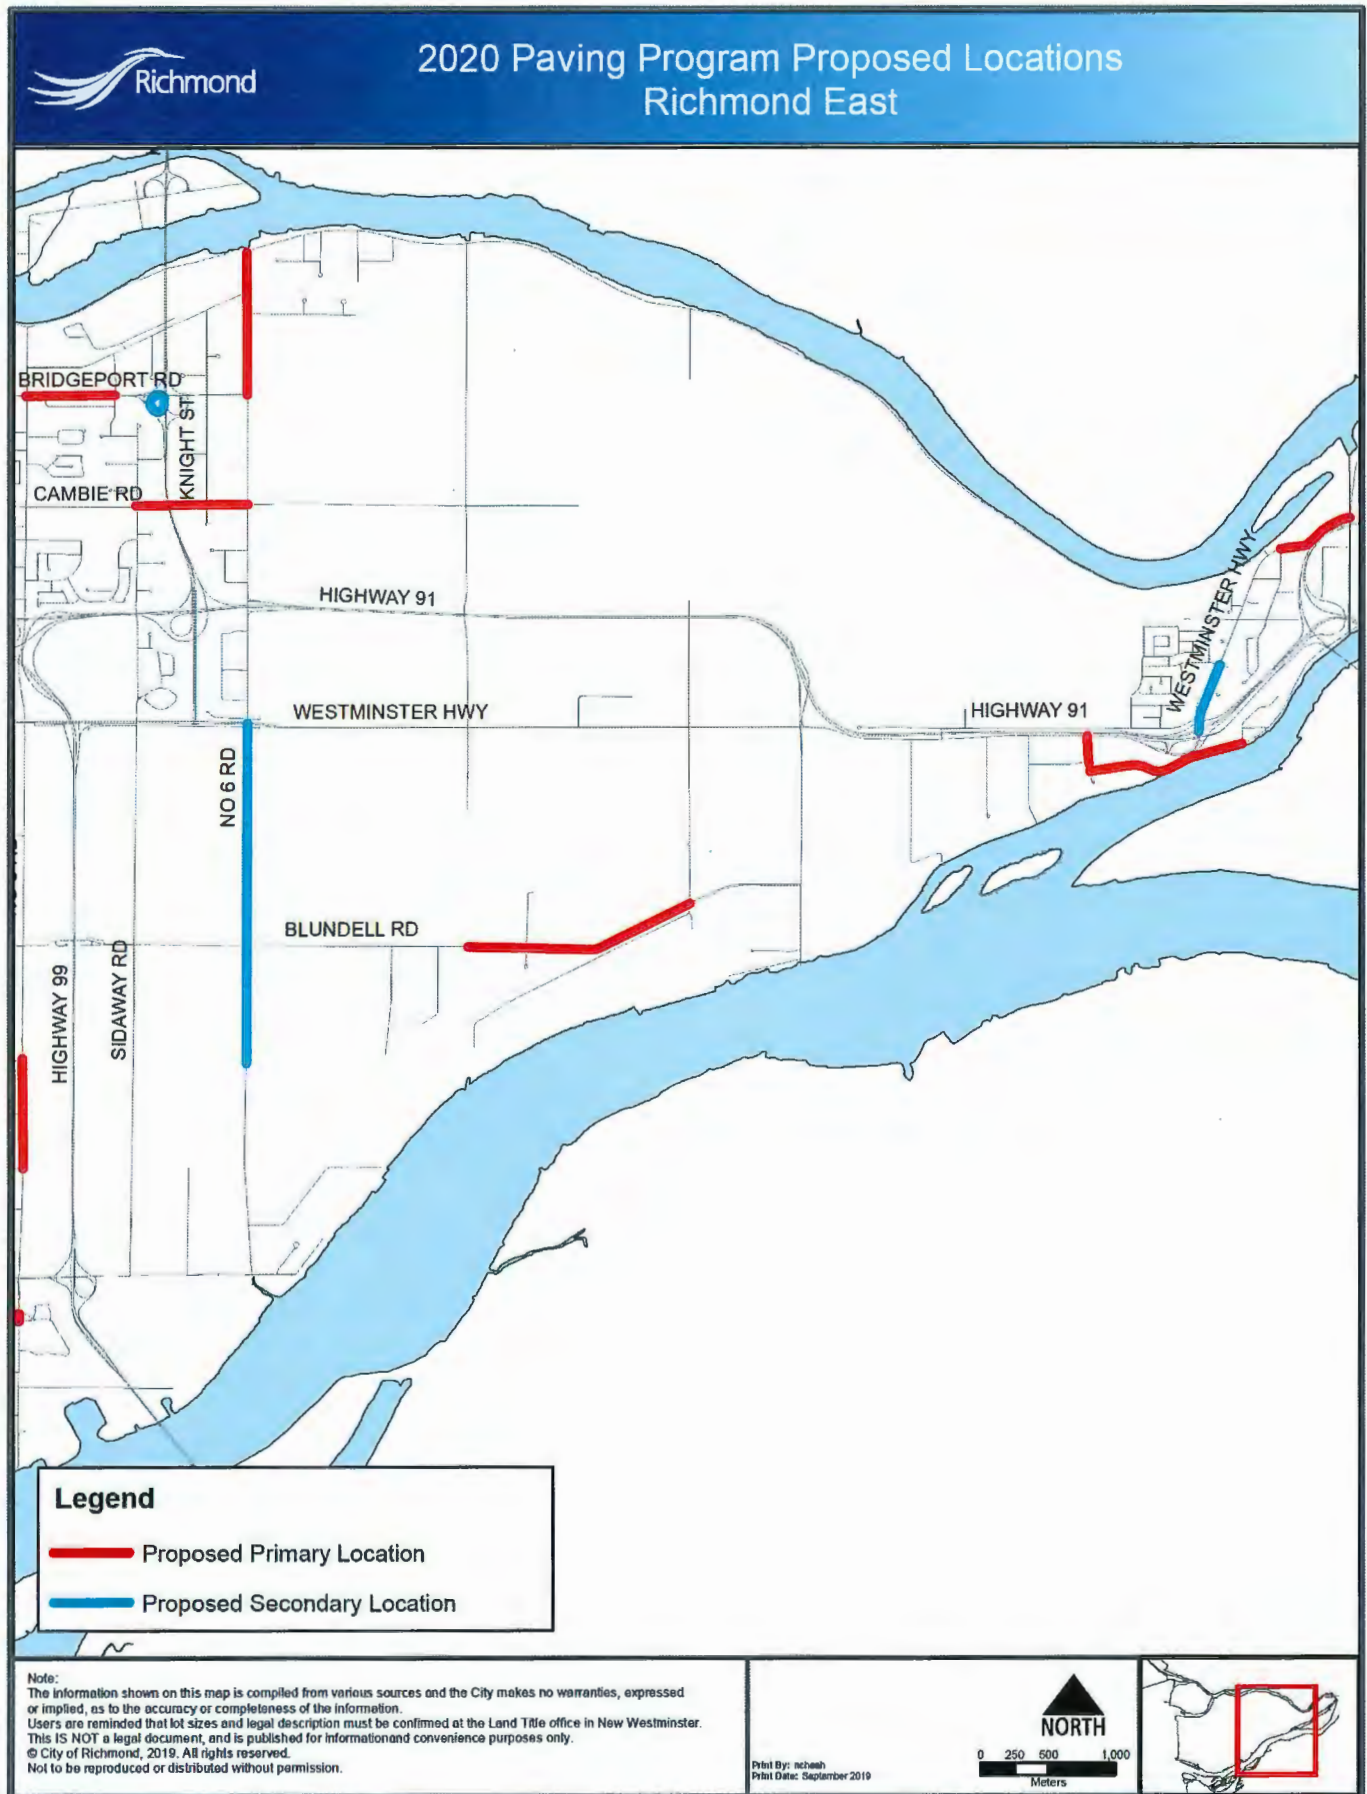 Richmond
2020 Paving Program Proposed Locations
Richmond East
BRIDGEPORT RD
KNIGHT ST
CAMBIE RD
HIGHWAY 91
WESTMINSTER HWY
WESTMINSTER HWY
HIGHWAY 91
NO 6 RD
BLUNDELL RD
HIGHWAY 99
SIDAWAY RD
Legend
Proposed Primary Location
Proposed Secondary Location
Note:
The information shown on this map is compiled from various sources and the City makes no warranties, expressed
or implied, as to the accuracy or completeness of the information.
Users are reminded that lot sizes and legal description must be confirmed at the Land Title office in New Westminster.
This IS NOT a legal document, and is published for informationand convenience purposes only.
© City of Richmond, 2019. All rights reserved.
Not to be reproduced or distributed without permission.
Print By:
Print Date: September 2019
NORTH
0 250 500 1,000
Meters